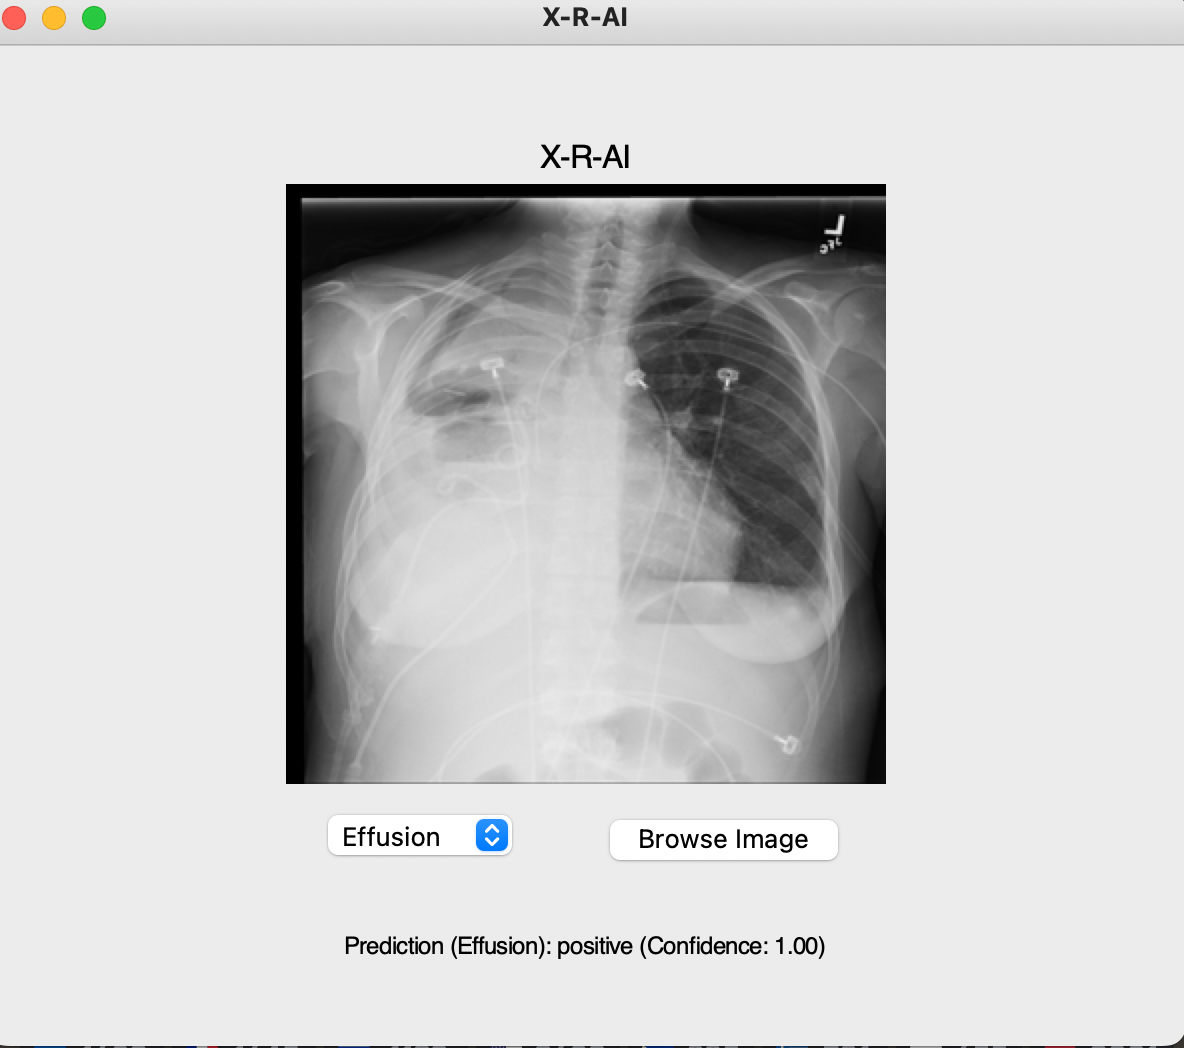 X-R-AI
X-R-AI
L
Effusion
Browse Image
Prediction (Effusion): positive (Confidence: 1.00)